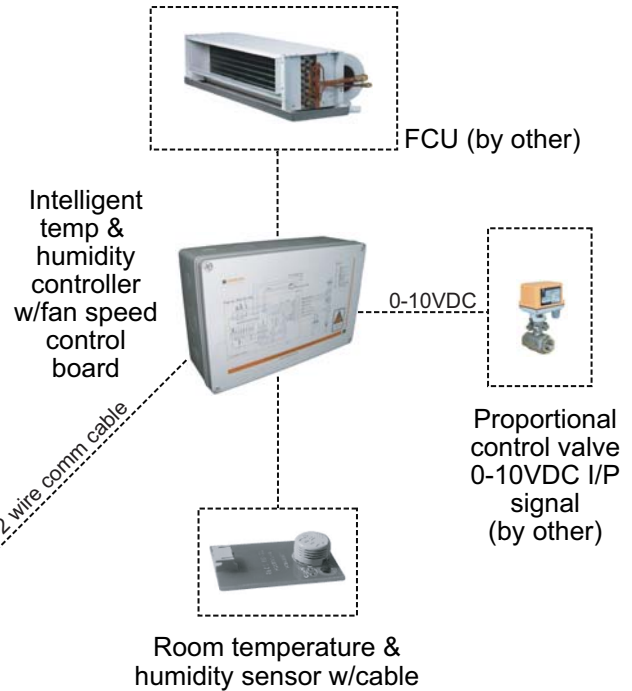 FCU (by other)
Intelligent
temp &
humidity
controller
w/fan speed
control
board
0-10VDC
2 wire comm cable
Proportional
control valve
0-10VDC I/P
signal
(by other)
Room temperature &
humidity sensor w/cable